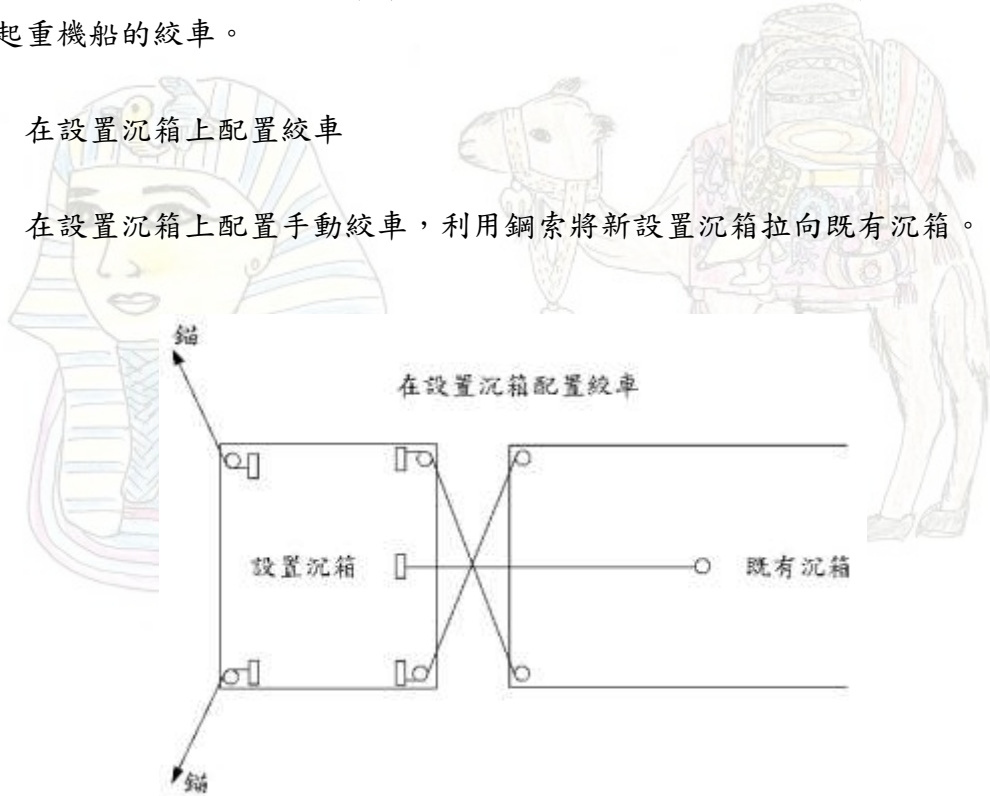 起重機船的絞車。
在設置沉箱上配置絞車
在設置沉箱上配置手動絞車，利用鋼索將新設置沉箱拉向既有沉箱。
錨
在設置沉箱配置絞車
設置沉箱
既有沉箱
錨